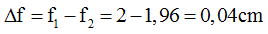 Δf = f₁ − f₂ = 2 − 1,96 = 0,04cm